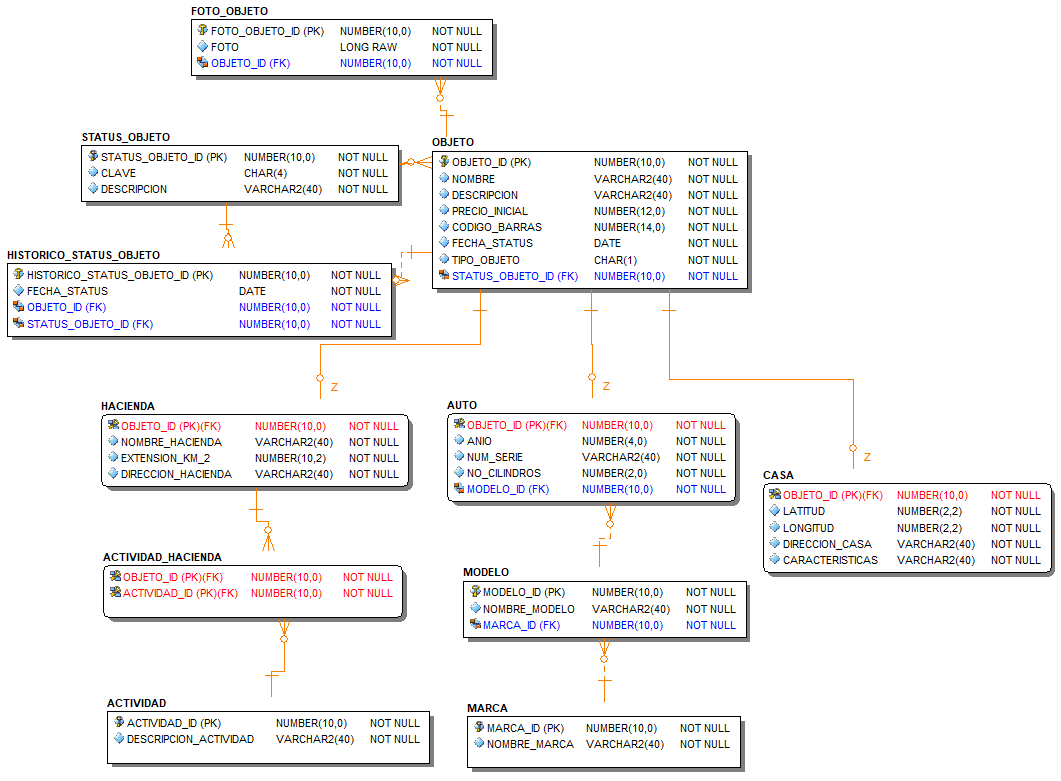 FOTO_OBJETO
FOTO_OBJETO_ID (PK) NUMBER(10,0) NOT NULL
FOTO LONG RAW NOT NULL
OBJETO_ID (FK) NUMBER(10,0) NOT NULL
STATUS_OBJETO
STATUS_OBJETO_ID (PK) NUMBER(10,0) NOT NULL
CLAVE CHAR(4) NOT NULL
DESCRIPCION VARCHAR2(40) NOT NULL
OBJETO
OBJETO_ID (PK) NUMBER(10,0) NOT NULL
NOMBRE VARCHAR2(40) NOT NULL
DESCRIPCION VARCHAR2(40) NOT NULL
PRECIO_INICIAL NUMBER(12,0) NOT NULL
CODIGO_BARRAS NUMBER(14,0) NOT NULL
FECHA_STATUS DATE NOT NULL
TIPO_OBJETO CHAR(1) NOT NULL
STATUS_OBJETO_ID (FK) NUMBER(10,0) NOT NULL
HISTORICO_STATUS_OBJETO
HISTORICO_STATUS_OBJETO_ID (PK) NUMBER(10,0) NOT NULL
FECHA_STATUS DATE NOT NULL
OBJETO_ID (FK) NUMBER(10,0) NOT NULL
STATUS_OBJETO_ID (FK) NUMBER(10,0) NOT NULL
Z
Z
Z
HACIENDA
OBJETO_ID (PK)(FK) NUMBER(10,0) NOT NULL
NOMBRE_HACIENDA VARCHAR2(40) NOT NULL
EXTENSION_KM_2 NUMBER(10,2) NOT NULL
DIRECCION_HACIENDA VARCHAR2(40) NOT NULL
AUTO
OBJETO_ID (PK)(FK) NUMBER(10,0) NOT NULL
ANIO NUMBER(4,0) NOT NULL
NUM_SERIE VARCHAR2(40) NOT NULL
NO_CILINDROS NUMBER(2,0) NOT NULL
MODELO_ID (FK) NUMBER(10,0) NOT NULL
CASA
OBJETO_ID (PK)(FK) NUMBER(10,0) NOT NULL
LATITUD NUMBER(2,2) NOT NULL
LONGITUD NUMBER(2,2) NOT NULL
DIRECCION_CASA VARCHAR2(40) NOT NULL
CARACTERISTICAS VARCHAR2(40) NOT NULL
ACTIVIDAD_HACIENDA
OBJETO_ID (PK)(FK) NUMBER(10,0) NOT NULL
ACTIVIDAD_ID (PK)(FK) NUMBER(10,0) NOT NULL
MODELO
MODELO_ID (PK) NUMBER(10,0) NOT NULL
NOMBRE_MODELO VARCHAR2(40) NOT NULL
MARCA_ID (FK) NUMBER(10,0) NOT NULL
ACTIVIDAD
ACTIVIDAD_ID (PK) NUMBER(10,0) NOT NULL
DESCRIPCION_ACTIVIDAD VARCHAR2(40) NOT NULL
MARCA
MARCA_ID (PK) NUMBER(10,0) NOT NULL
NOMBRE_MARCA VARCHAR2(40) NOT NULL